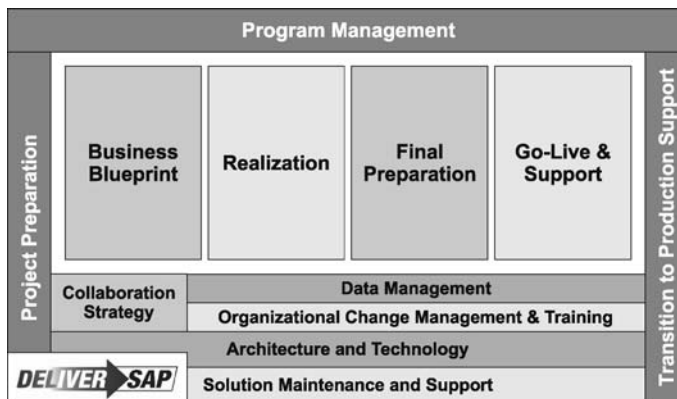 Program Management
Project Preparation
Business
Blueprint
Realization
Final
Preparation
Go-Live &
Support
Transition to Production Support
Collaboration
Strategy
Data Management
Organizational Change Management & Training
Architecture and Technology
DELIVER SAP
Solution Maintenance and Support